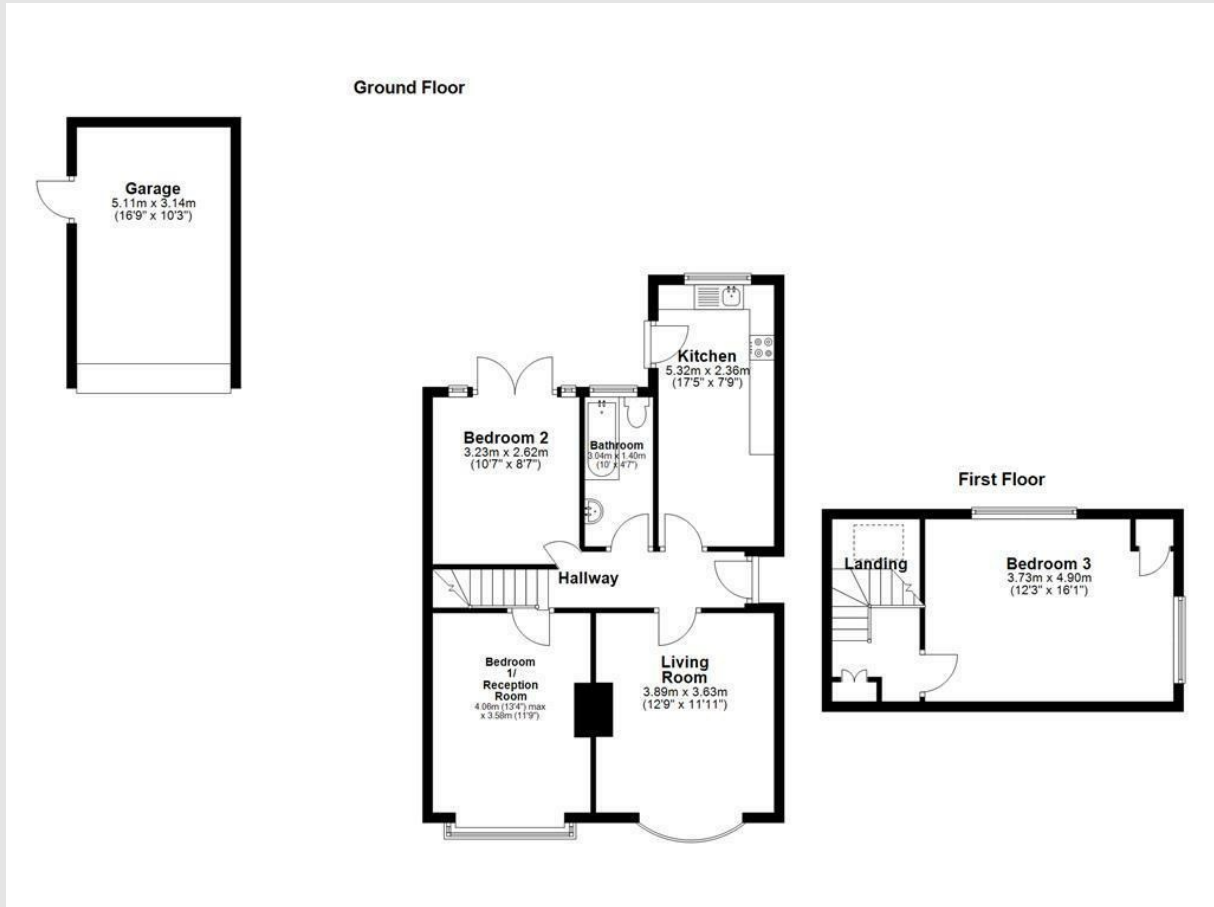 Ground Floor
Garage
5.11m x 3.14m
(16'9" x 10'3")
Kitchen
5.32m x 2.36m
(17'5" x 7'9")
Bedroom 2
3.23m x 2.62m
(10'7" x 8'7")
Bathroom
3.04m x 1.40m
(10' x 4'7")
Hallway
Bedroom
1/
Reception
Room
4.06m (13'4") max
x 3.58m (11'9")
Living
Room
3.89m x 3.63m
(12'9" x 11'11")
First Floor
Landing
Bedroom 3
3.73m x 4.90m
(12'3" x 16'1")